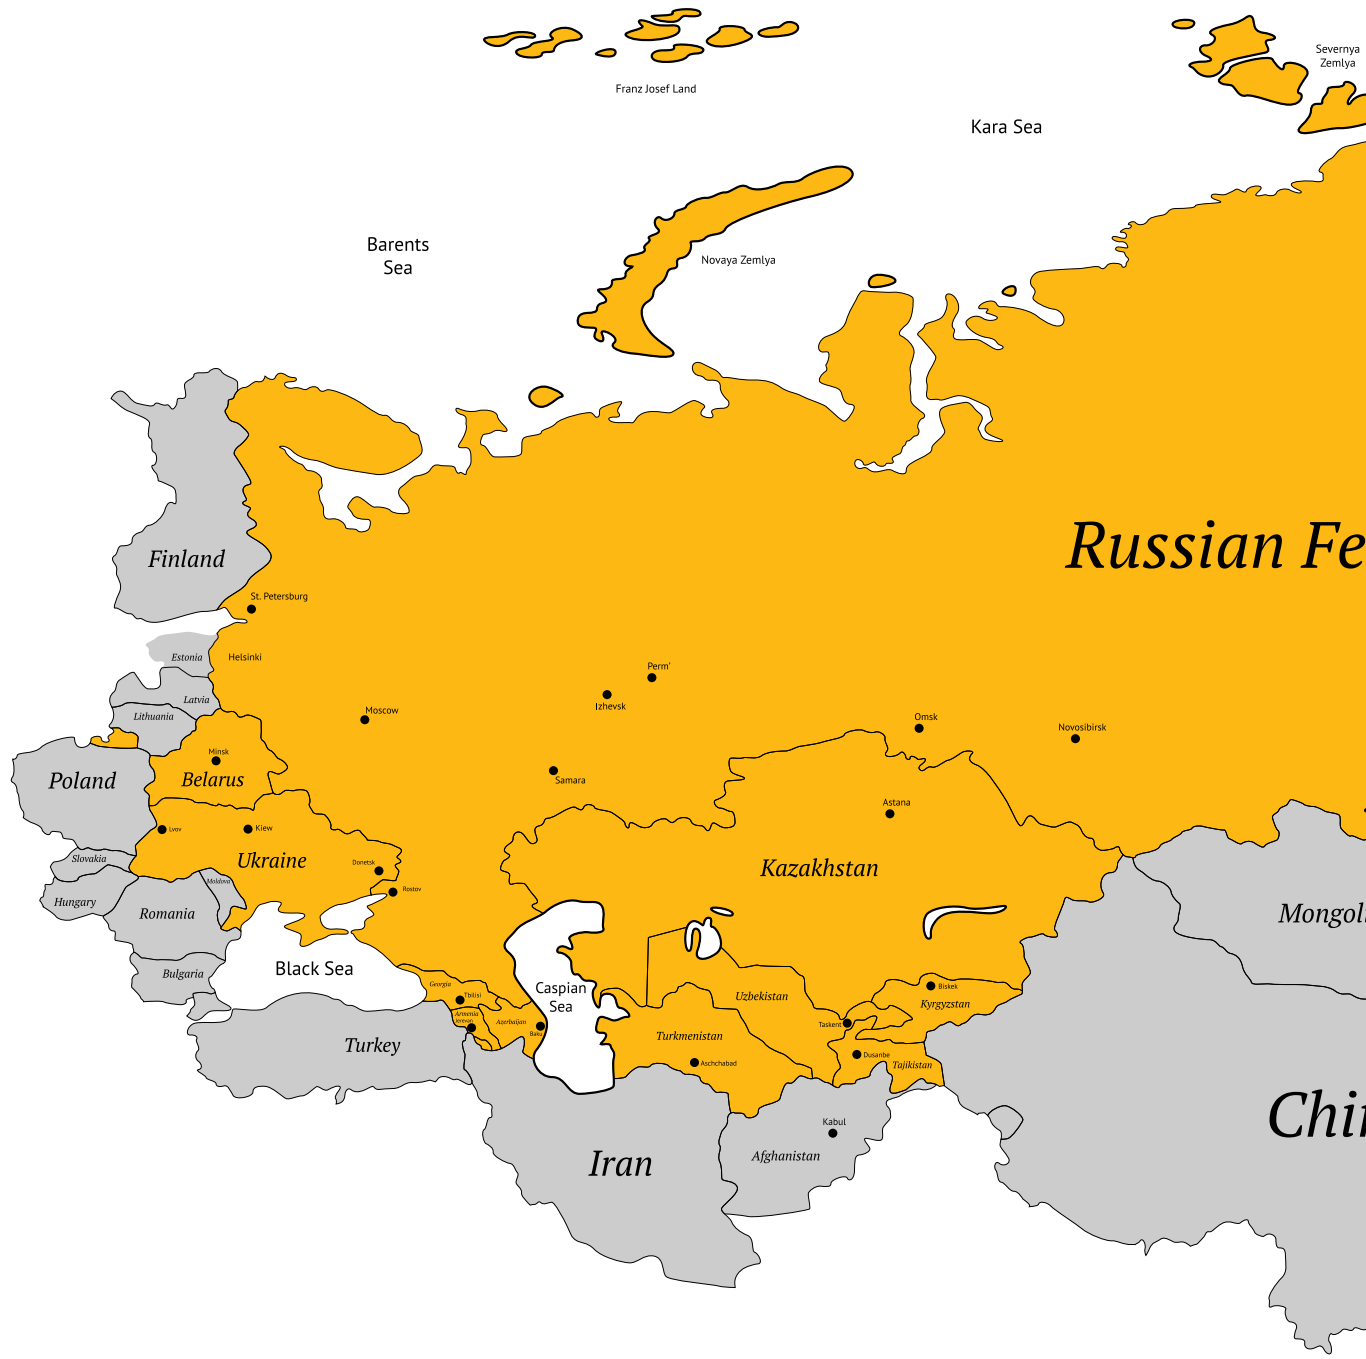 Severnya
Zemlya
Franz Josef Land
Kara Sea
Barents
Sea
Novaya Zemlya
Russian Fe
Finland
St. Petersburg
Estonia
Helsinki
Perm'
Latvia
Izhevsk
Moscow
Lithuania
Omsk
Novosibirsk
Minsk
Poland
Belarus
Samara
Astana
Lvov
Kiew
Slovakia
Ukraine
Donetsk
Kazakhstan
Moldova
Rostov
Hungary
Romania
Mongol
Black Sea
Bulgaria
Georgia
Tbilisi
Caspian
Sea
Biskek
Uzbekistan
Kyrgyzstan
Armenia
Jerevan
Azerbaijan
Baku
Taskent
Turkmenistan
Turkey
Aschchabad
Dusanbe
Tajikistan
Kabul
Chi
Afghanistan
Iran